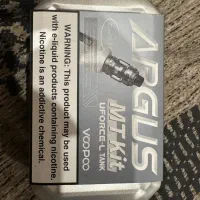 ARGUS
MT Kit
UFORCE-L TANK
VOOPOO
WARNING: This product may be used
with e-liquid products containing nicotine.
Nicotine is an addictive chemical.